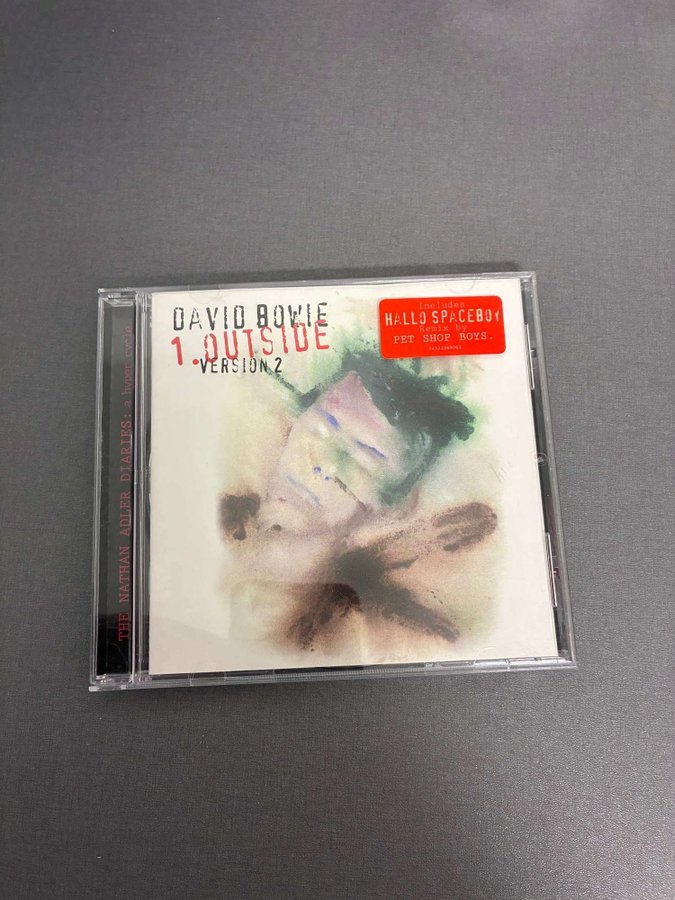 DAVID BOWIE
1.OUTSIDE
VERSION 2
Includes
HALLO SPACEBOY
Remix by
PET SHOP BOYS.
THE NATHAN ADLER DIARIES: a hyper cycle